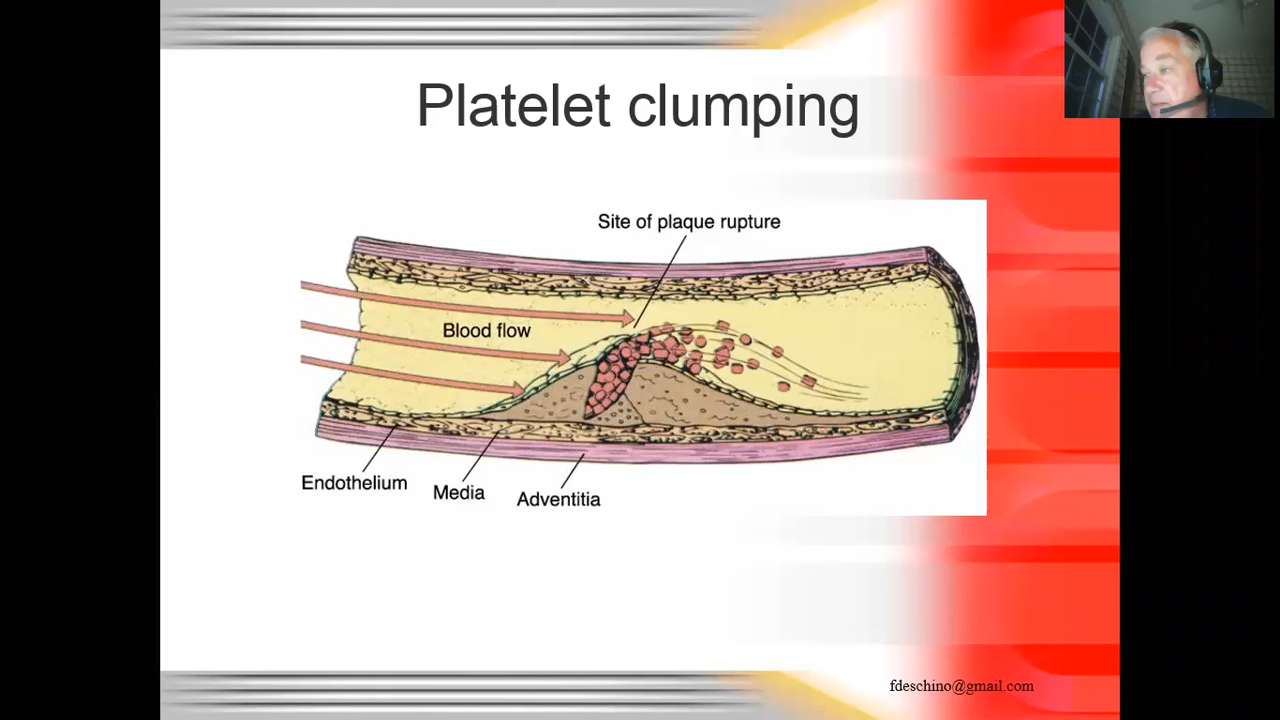 Platelet clumping
Site of plaque rupture
Blood flow
Endothelium
Media
Adventitia
fdeschino@gmail.com